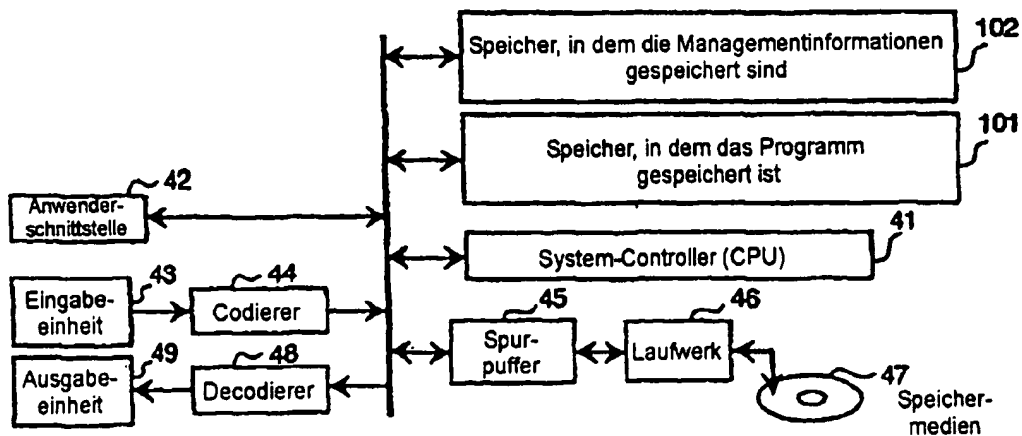 102
Speicher, in dem die Managementinformationen
gespeichert sind
101
Speicher, in dem das Programm
gespeichert ist
42
Anwender-
schnittstelle
41
System-Controller (CPU)
43
Eingabe-
einheit
44
Codierer
45
Spur-
puffer
46
Laufwerk
49
Ausgabe-
einheit
48
Decodierer
47
Speicher-
medien